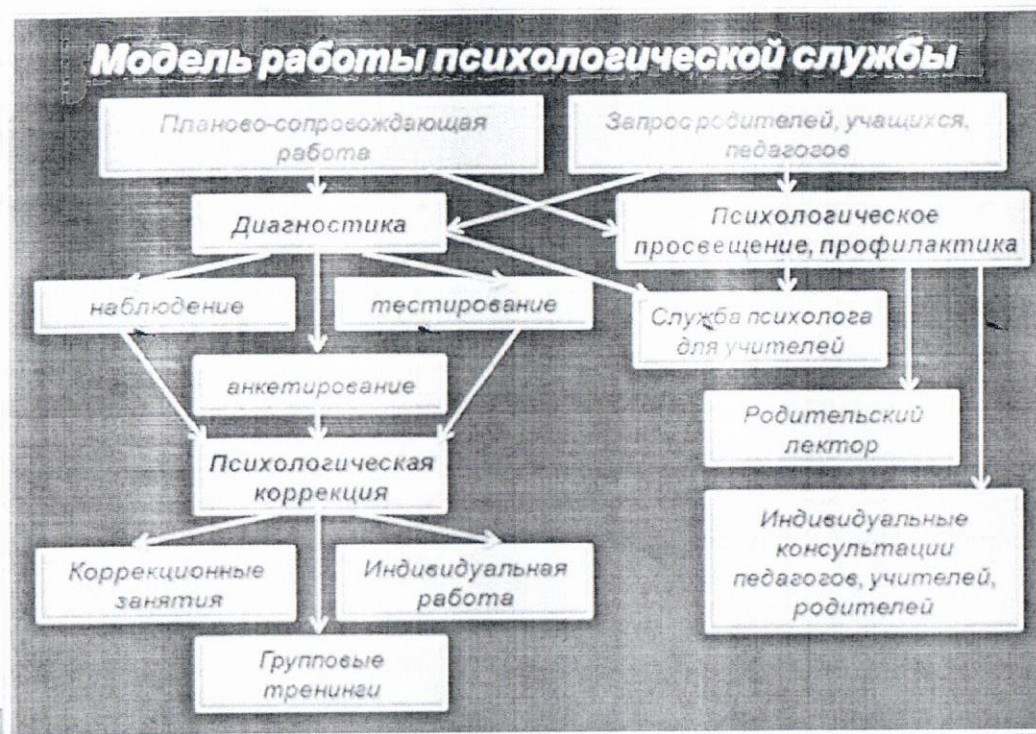 Модель работы психологической службы
Планово-сопровождающая
работа
Запрос родителей, учащихся,
педагогов
Диагностика
Психологическое
просвещение, профилактика
наблюдение
тестирование
Служба психолога
для учителей
анкетирование
Родительский
лектор
Психологическая
коррекция
Индивидуальные
консультации
педагогов, учителей,
родителей
Коррекционные
занятия
Индивидуальная
работа
Групповые
тренинги